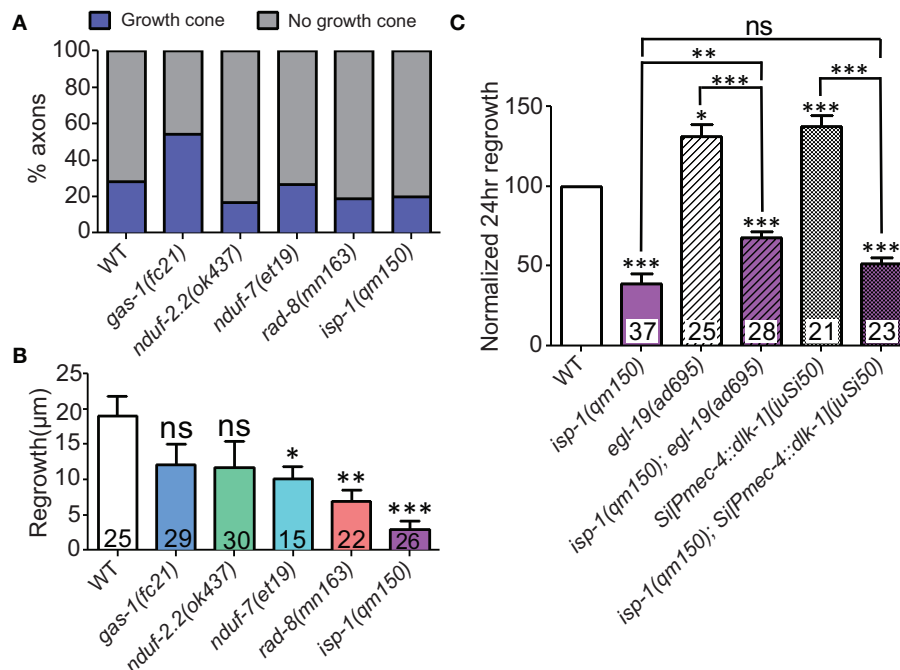 A
Growth cone
No growth cone
% axons
100
80
60
40
20
0
WT
gas-1(fc21)
nduf-2.2(ok437)
nduf-7(et19)
rad-8(mn163)
isp-1(qm150)
B
Regrowth(µm)
25
20
15
10
5
0
ns
ns
*
**
***
25
29
30
15
22
26
WT
gas-1(fc21)
nduf-2.2(ok437)
nduf-7(et19)
rad-8(mn163)
isp-1(qm150)
C
Normalized 24hr regrowth
150
100
50
0
ns
**
***
***
***
*
***
***
***
37
25
28
21
23
WT
isp-1(qm150)
egl-19(ad695)
isp-1(qm150); egl-19(ad695)
Si[Pmec-4::dlk-1](juSi50)
isp-1(qm150); Si[Pmec-4::dlk-1](juSi50)